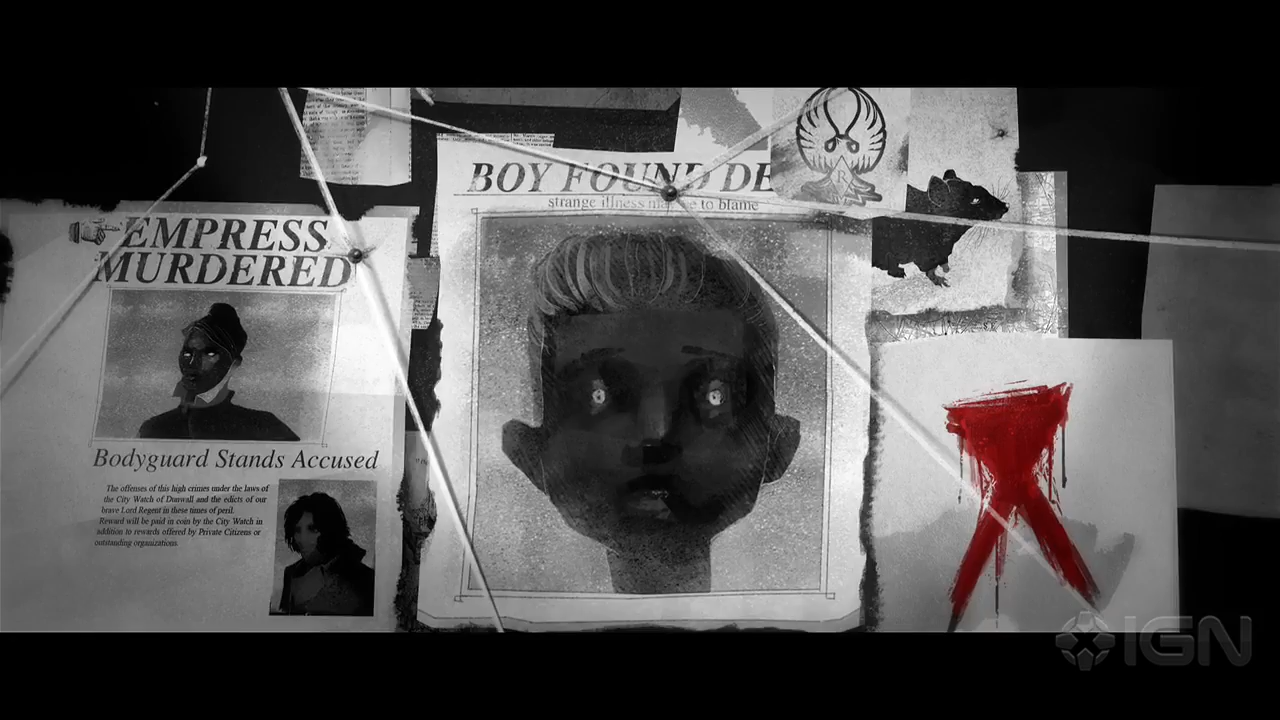 EMPRESS
MURDERED
Bodyguard Stands Accused
The offenses of this high crimes under the laws of
the City Watch of Dunwall and the edicts of our
brave Lord Regent in these times of peril.
Reward will be paid in coin by the City Watch in
addition to rewards offered by Private Citizens or
outstanding organizations.
BOY FOUND DE
strange illness to blame
R
IGN